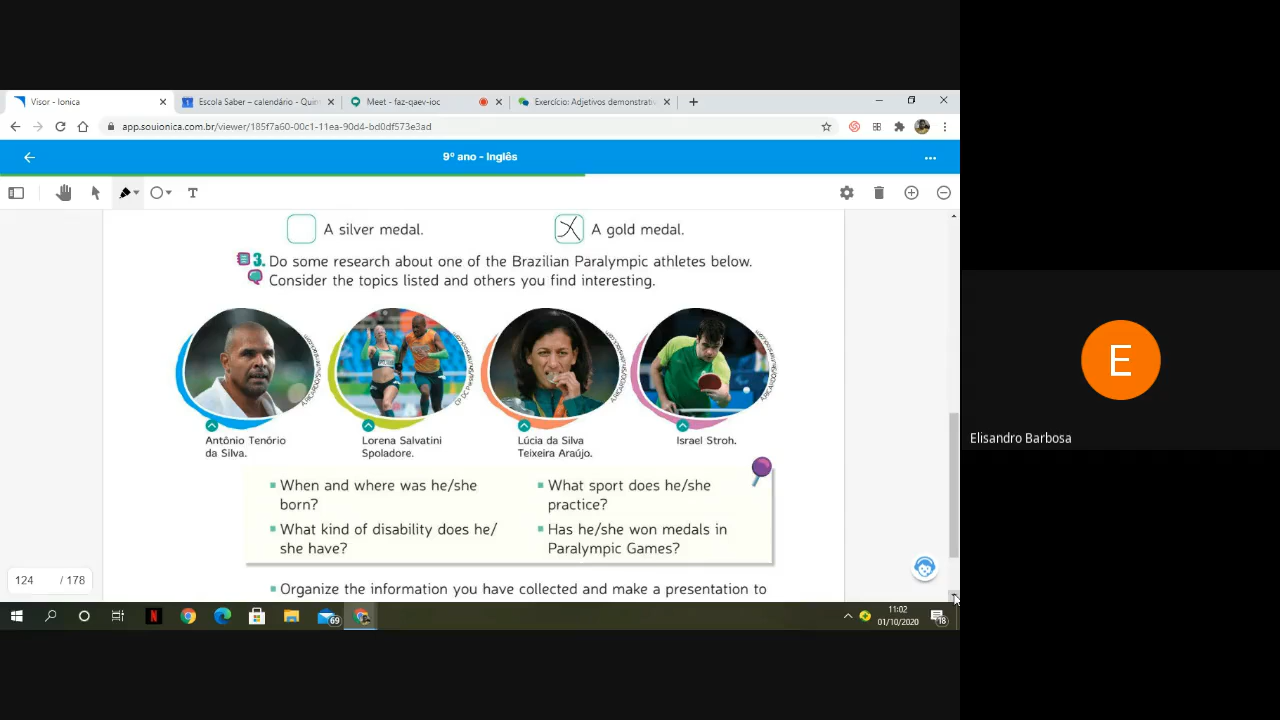 Visor - Ionica
Escola Saber – calendário - Quin
Meet - faz-qaev-ioc
Exercício: Adjetivos demonstrativ
app.souionica.com.br/viewer/185f7a60-00c1-11ea-90d4-bd0df573e3ad
9º ano - Inglês
T
A silver medal.
A gold medal.
3. Do some research about one of the Brazilian Paralympic athletes below.
Consider the topics listed and others you find interesting.
Antônio Tenório
da Silva.
Lorena Salvatini
Spoladore.
Lúcia da Silva
Teixeira Araújo.
Israel Stroh.
When and where was he/she
born?
What kind of disability does he/
she have?
What sport does he/she
practice?
Has he/she won medals in
Paralympic Games?
Organize the information you have collected and make a presentation to
124 / 178
69
11:02
01/10/2020
18
E
Elisandro Barbosa